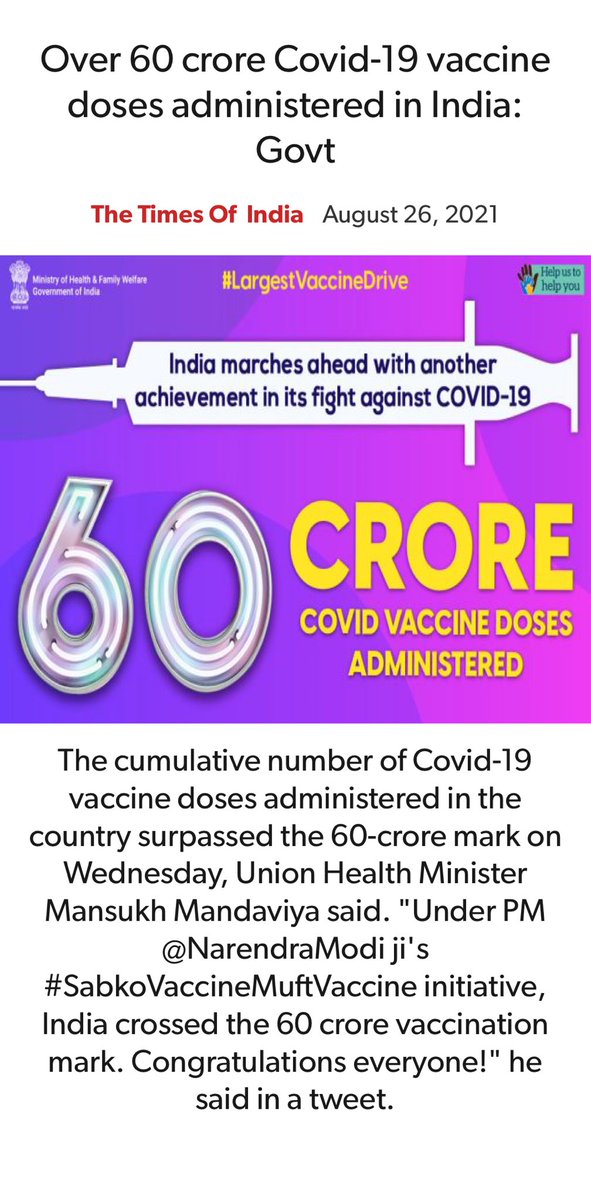 Over 60 crore Covid-19 vaccine
doses administered in India:
Govt
The Times Of India August 26, 2021
Ministry of Health & Family Welfare
Government of India
#LargestVaccineDrive
Help us to
help you
India marches ahead with another
achievement in its fight against COVID-19
60
CRORE
COVID VACCINE DOSES
ADMINISTERED
The cumulative number of Covid-19
vaccine doses administered in the
country surpassed the 60-crore mark on
Wednesday, Union Health Minister
Mansukh Mandaviya said. "Under PM
@NarendraModi ji's
#SabkoVaccineMuftVaccine initiative,
India crossed the 60 crore vaccination
mark. Congratulations everyone!" he
said in a tweet.